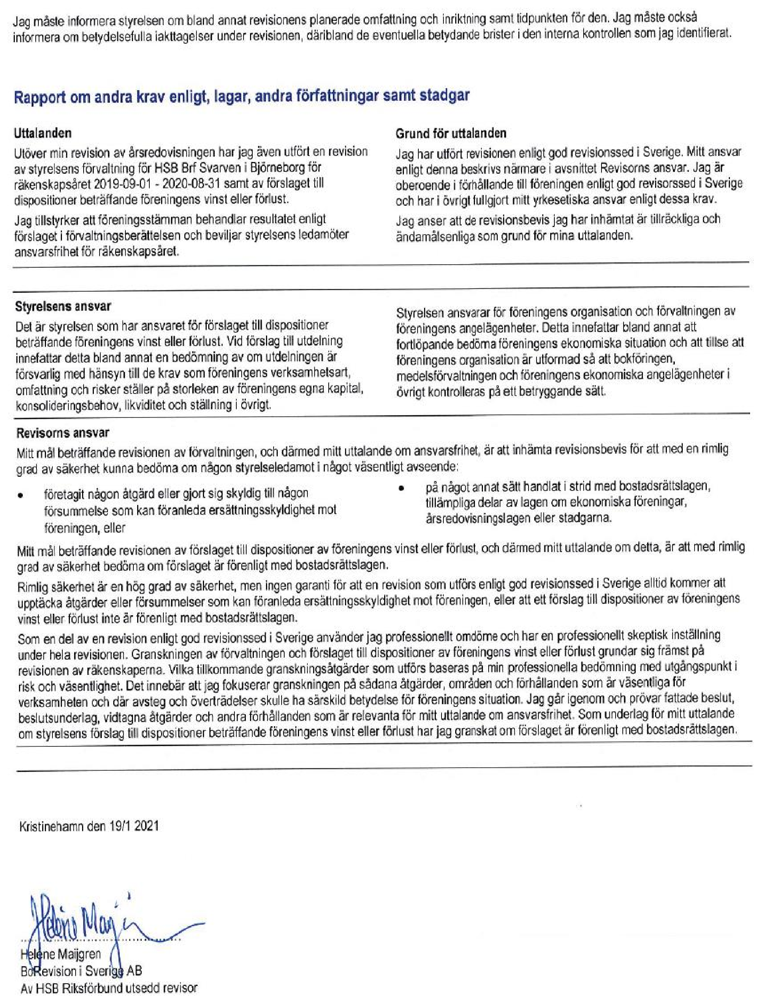 Jag måste informera styrelsen om bland annat revisionens planerade omfattning och inriktning samt tidpunkten för den. Jag måste också
informera om betydelsefulla iakttagelser under revisionen, däribland de eventuella betydande brister i den interna kontrollen som jag identifierat.
Rapport om andra krav enligt, lagar, andra författningar samt stadgar
Uttalanden
Utöver min revision av årsredovisningen har jag även utfört en revision
av styrelsens förvaltning för HSB Brf Svarven i Björneborg för
räkenskapsåret 2019-09-01 - 2020-08-31 samt av förslaget till
dispositioner beträffande föreningens vinst eller förlust.
Jag tillstyrker att föreningsstämman behandlar resultatet enligt
förslaget i förvaltningsberättelsen och beviljar styrelsens ledamöter
ansvarsfrihet för räkenskapsåret.
Grund för uttalanden
Jag har utfört revisionen enligt god revisionssed i Sverige. Mitt ansvar
enligt denna beskrivs närmare i avsnittet Revisorns ansvar. Jag är
oberoende i förhållande till föreningen enligt god revisorssed i Sverige
och har i övrigt fullgjort mitt yrkesetiska ansvar enligt dessa krav.
Jag anser att de revisionsbevis jag har inhämtat är tillräckliga och
ändamålsenliga som grund för mina uttalanden.
Styrelsens ansvar
Det är styrelsen som har ansvaret för förslaget till dispositioner
beträffande föreningens vinst eller förlust. Vid förslag till utdelning
innefattar detta bland annat en bedömning av om utdelningen är
försvarlig med hänsyn till de krav som föreningens verksamhetsart,
omfattning och risker ställer på storleken av föreningens egna kapital,
konsolideringsbehov, likviditet och ställning i övrigt.
Styrelsen ansvarar för föreningens organisation och förvaltningen av
föreningens angelägenheter. Detta innefattar bland annat att
fortlöpande bedöma föreningens ekonomiska situation och att tillse att
föreningens organisation är utformad så att bokföringen,
medelsförvaltningen och föreningens ekonomiska angelägenheter i
övrigt kontrolleras på ett betryggande sätt.
Revisorns ansvar
Mitt mål beträffande revisionen av förvaltningen, och därmed mitt uttalande om ansvarsfrihet, är att inhämta revisionsbevis för att med en rimlig
grad av säkerhet kunna bedöma om någon styrelseledamot i något väsentligt avseende:
• företagit någon åtgärd eller gjort sig skyldig till någon
försummelse som kan föranleda ersättningsskyldighet mot
föreningen, eller
• på något annat sätt handlat i strid med bostadsrättslagen,
tillämpliga delar av lagen om ekonomiska föreningar,
årsredovisningslagen eller stadgarna.
Mitt mål beträffande revisionen av förslaget till dispositioner av föreningens vinst eller förlust, och därmed mitt uttalande om detta, är att med rimlig
grad av säkerhet bedöma om förslaget är förenligt med bostadsrättslagen.
Rimlig säkerhet är en hög grad av säkerhet, men ingen garanti för att en revision som utförs enligt god revisionssed i Sverige alltid kommer att
upptäcka åtgärder eller försummelser som kan föranleda ersättningsskyldighet mot föreningen, eller att ett förslag till dispositioner av föreningens
vinst eller förlust inte är förenligt med bostadsrättslagen.
Som en del av en revision enligt god revisionssed i Sverige använder jag professionellt omdöme och har en professionellt skeptisk inställning
under hela revisionen. Granskningen av förvaltningen och förslaget till dispositioner av föreningens vinst eller förlust grundar sig främst på
revisionen av räkenskaperna. Vilka tillkommande granskningsåtgärder som utförs baseras på min professionella bedömning med utgångspunkt i
risk och väsentlighet. Det innebär att jag fokuserar granskningen på sådana åtgärder, områden och förhållanden som är väsentliga för
verksamheten och där avsteg och överträdelser skulle ha särskild betydelse för föreningens situation. Jag går igenom och prövar fattade beslut,
beslutsunderlag, vidtagna åtgärder och andra förhållanden som är relevanta för mitt uttalande om ansvarsfrihet. Som underlag för mitt uttalande
om styrelsens förslag till dispositioner beträffande föreningens vinst eller förlust har jag granskat om förslaget är förenligt med bostadsrättslagen.
Kristinehamn den 19/1 2021
Helene Maijgren
BoRevision i Sverige AB
Av HSB Riksförbund utsedd revisor